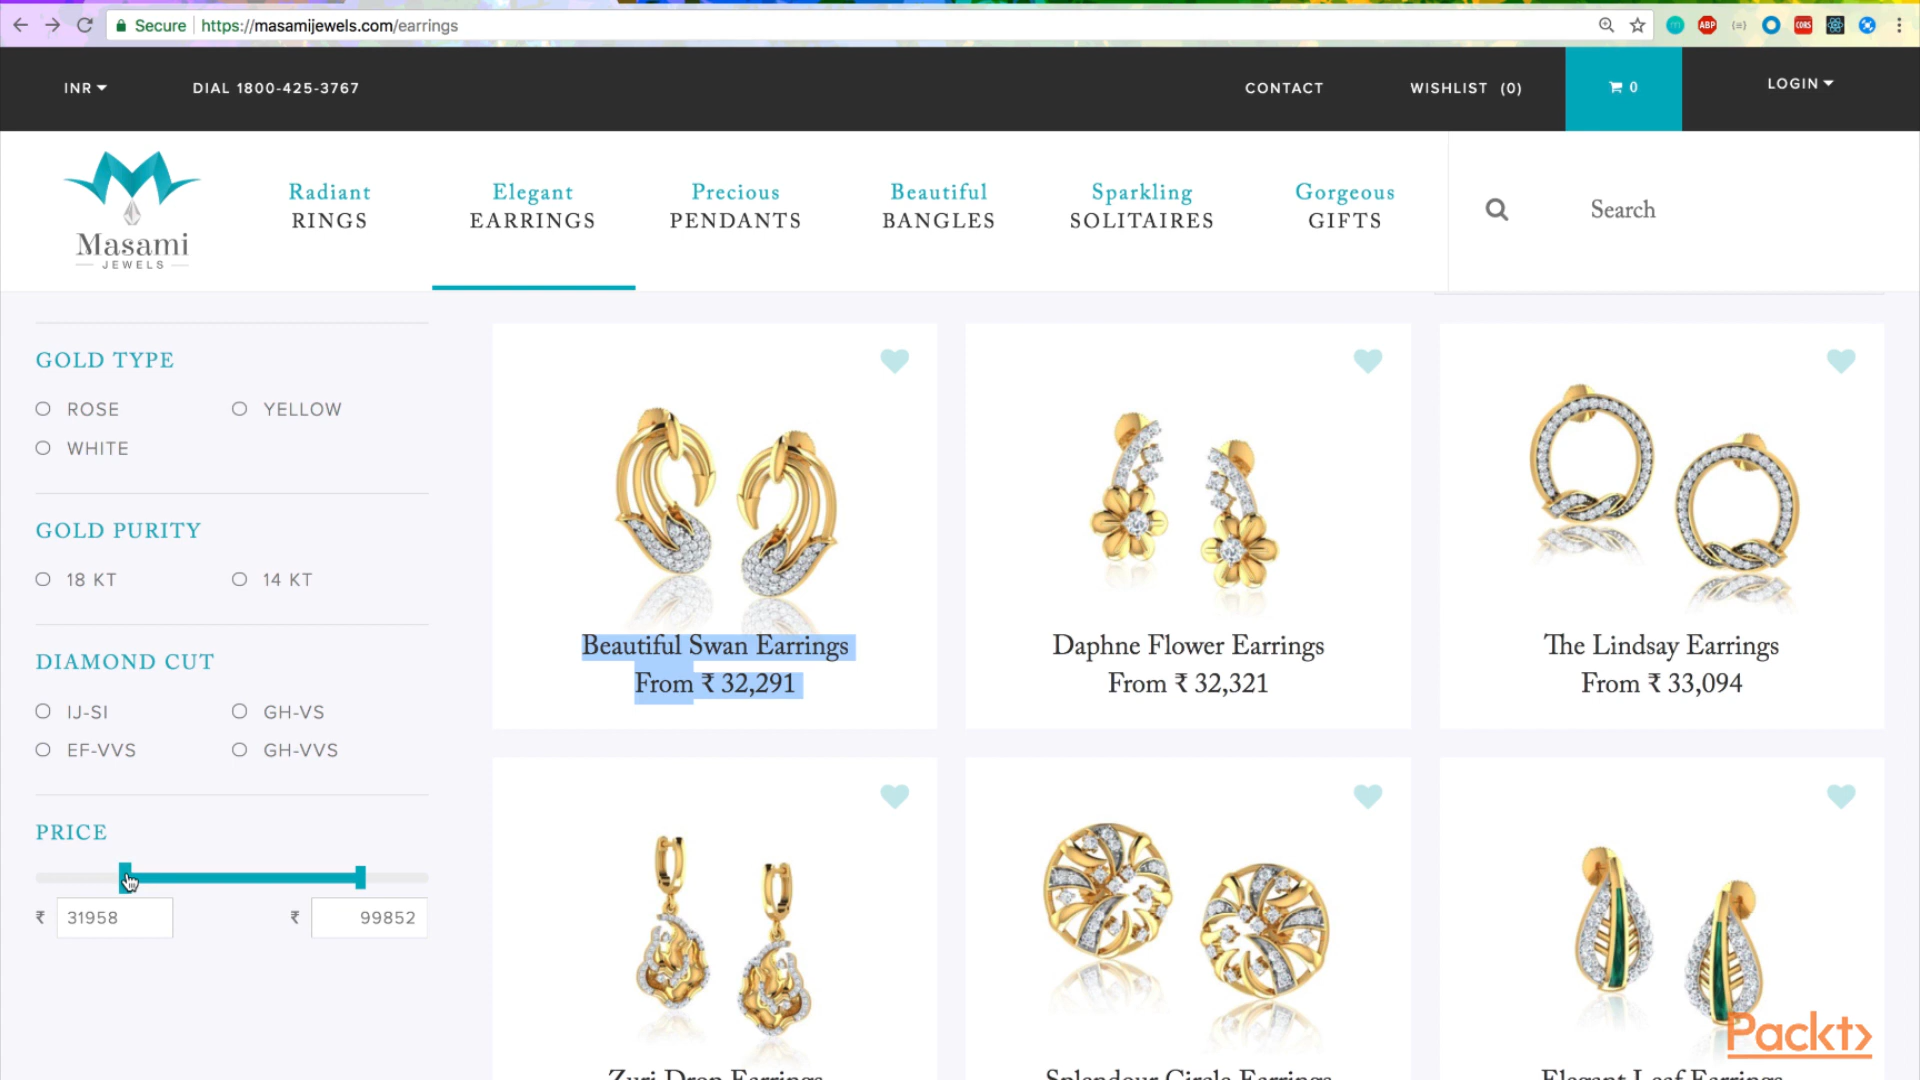 Secure https://masamijewels.com/earrings
ABP
CORS
INR
DIAL 1800-425-3767
CONTACT
WISHLIST (0)
0
LOGIN
Masami
JEWELS
Radiant
RINGS
Elegant
EARRINGS
Precious
PENDANTS
Beautiful
BANGLES
Sparkling
SOLITAIRES
Gorgeous
GIFTS
Search
GOLD TYPE
ROSE YELLOW
WHITE
GOLD PURITY
18 KT 14 KT
DIAMOND CUT
IJ-SI GH-VS
EF-VVS GH-VVS
PRICE
₹ 31958 ₹ 99852
Beautiful Swan Earrings
From ₹ 32,291
Daphne Flower Earrings
From ₹ 32,321
The Lindsay Earrings
From ₹ 33,094
Zuri Drop Earrings
Splendour Circle Earrings
Elegant Leaf Earrings
Packt>